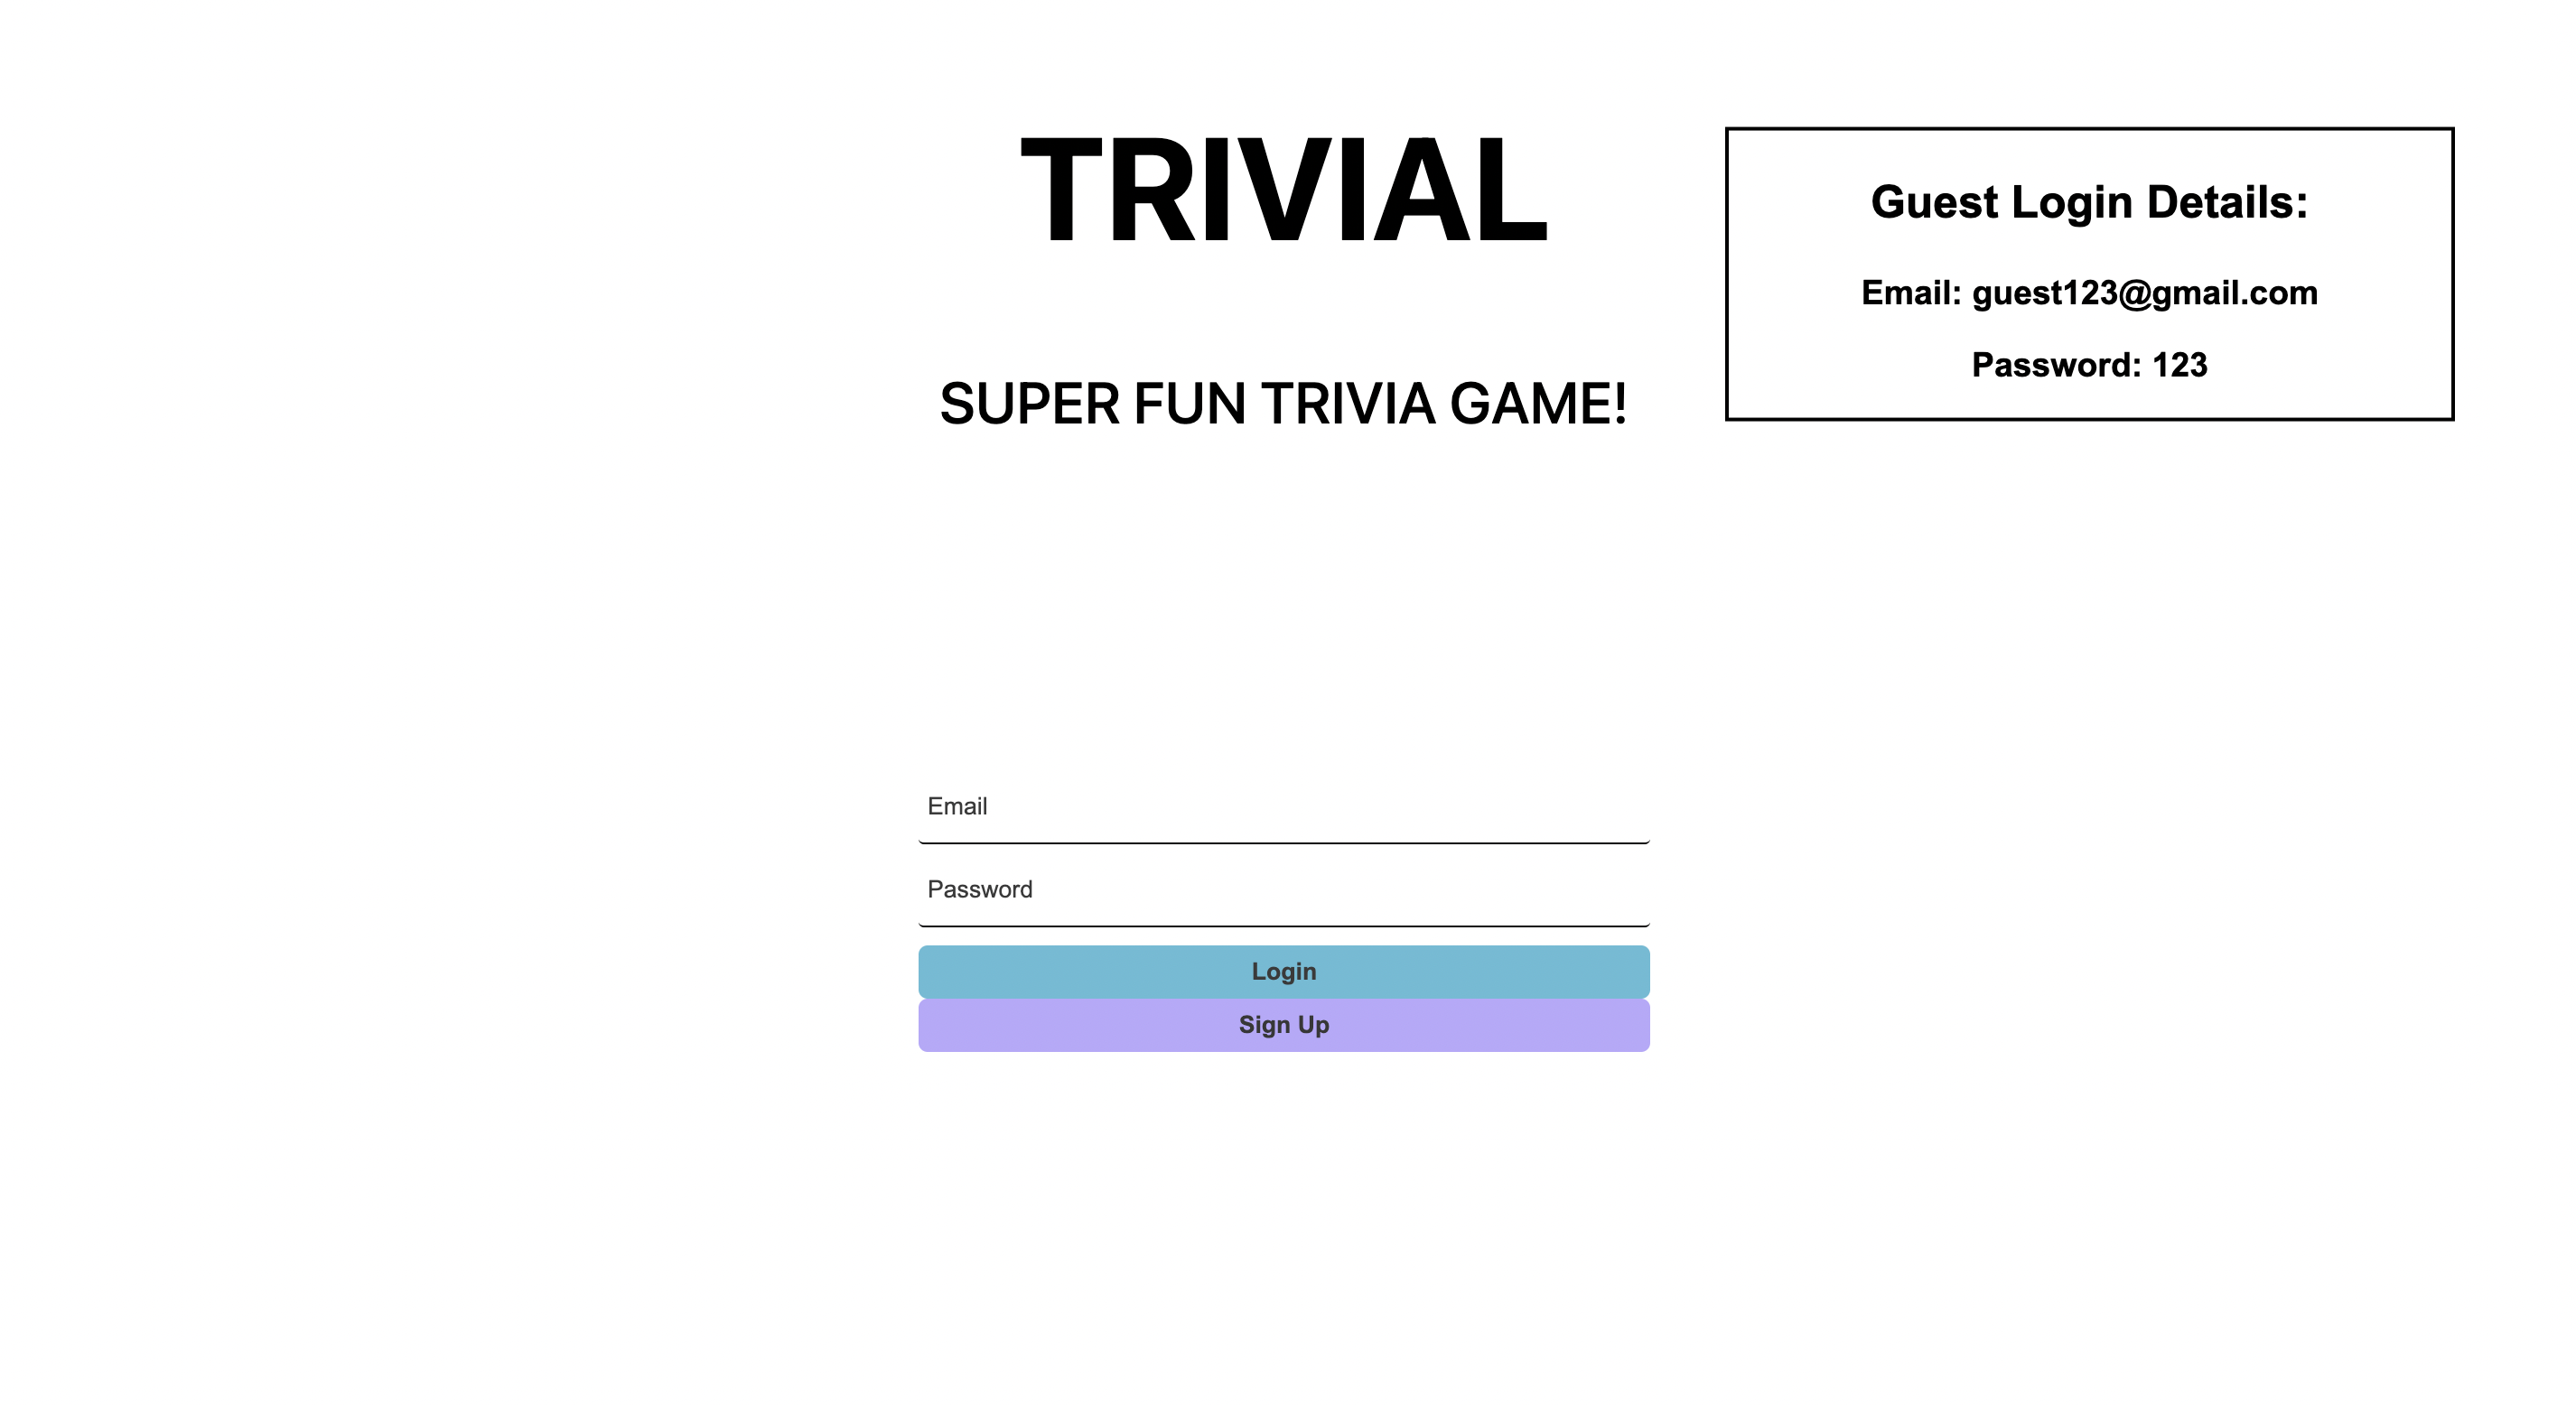 TRIVIAL
SUPER FUN TRIVIA GAME!
Guest Login Details:
Email: guest123@gmail.com
Password: 123
Email
Password
Login
Sign Up